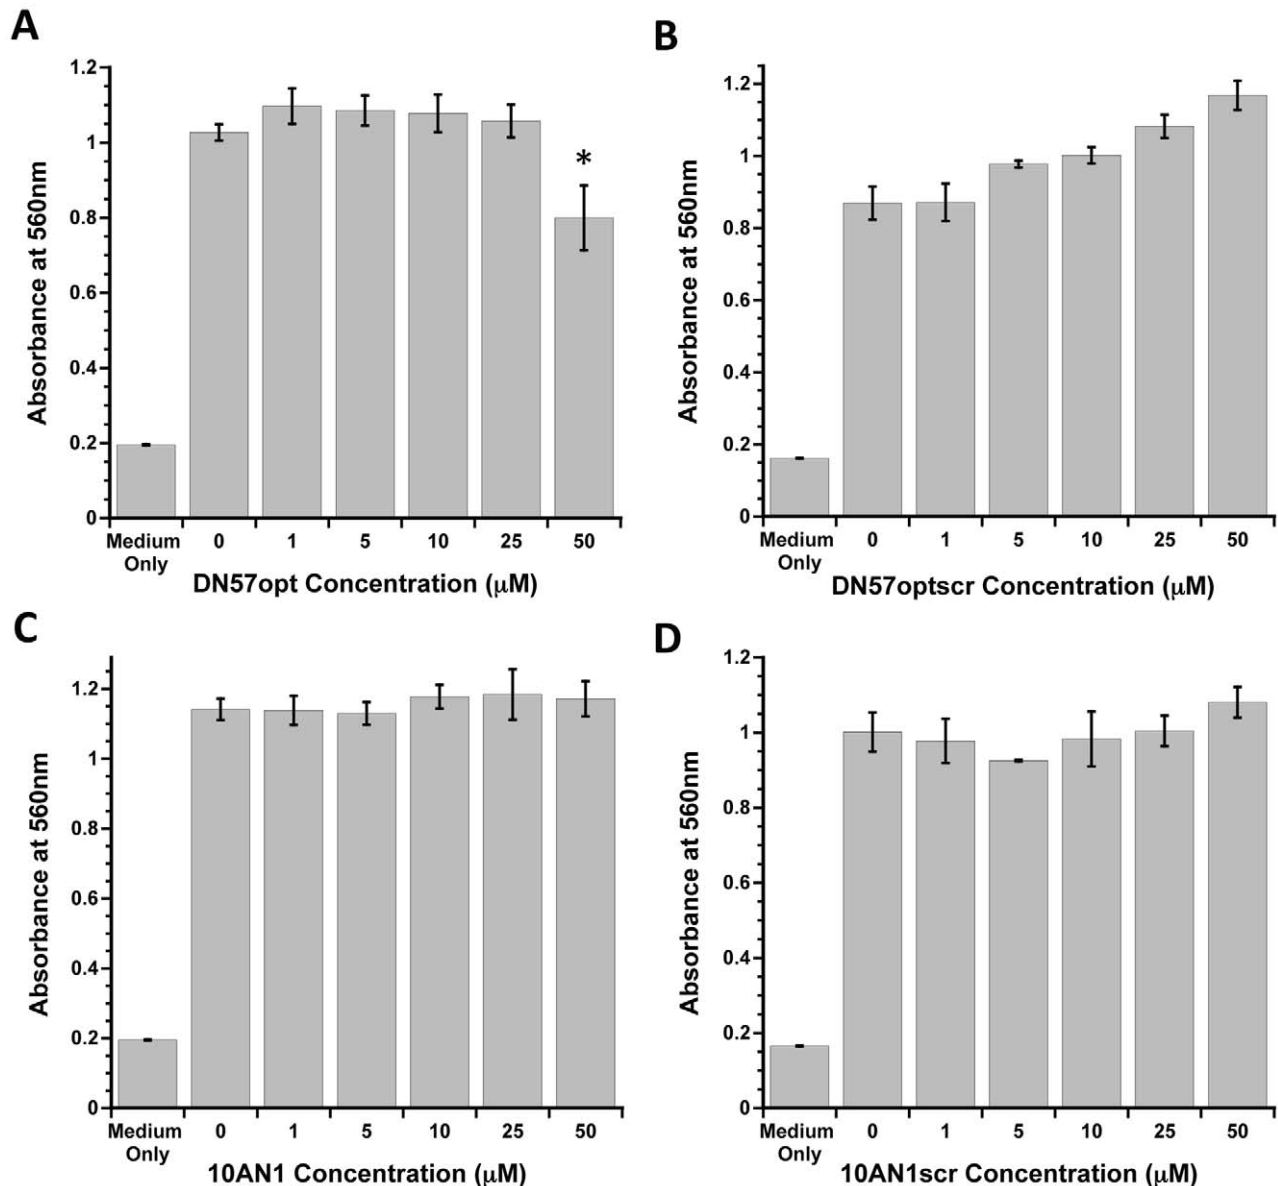 A
Absorbance at 560nm
1.2
1
0.8
0.6
0.4
0.2
0
*
Medium Only 0 1 5 10 25 50
DN57opt Concentration (µM)
B
Absorbance at 560nm
1.2
1
0.8
0.6
0.4
0.2
0
Medium Only 0 1 5 10 25 50
DN57optscr Concentration (µM)
C
Absorbance at 560nm
1.2
1
0.8
0.6
0.4
0.2
0
Medium Only 0 1 5 10 25 50
10AN1 Concentration (µM)
D
Absorbance at 560nm
1.2
1
0.8
0.6
0.4
0.2
0
Medium Only 0 1 5 10 25 50
10AN1scr Concentration (µM)